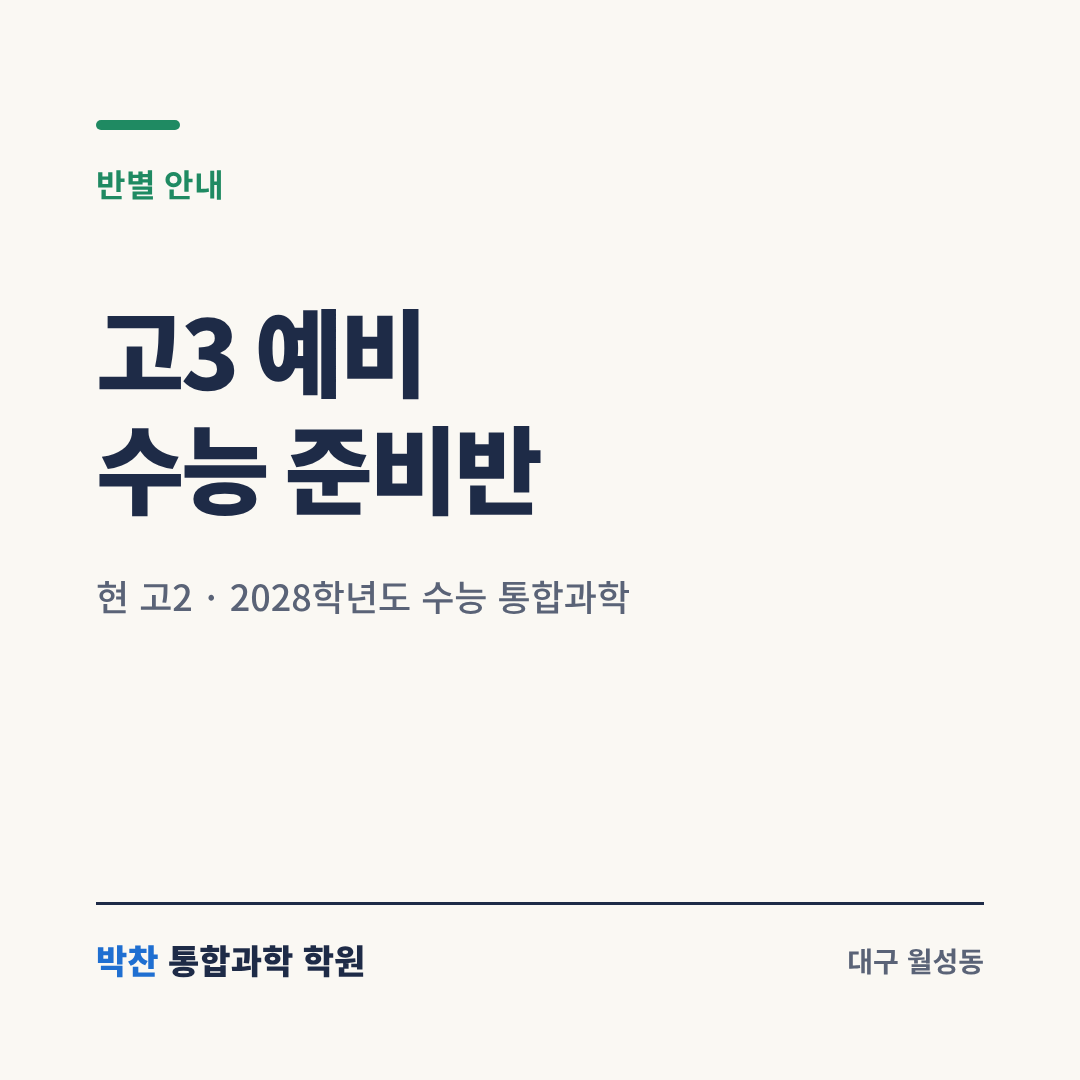 반별 안내
고3 예비
수능 준비반
현 고2 · 2028학년도 수능 통합과학
박찬 통합과학 학원
대구 월성동